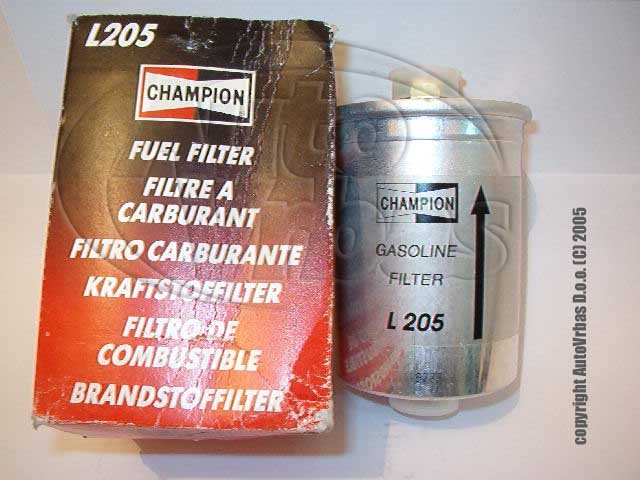 L205
CHAMPION
FUEL FILTER
FILTRE A
CARBURANT
FILTRO CARBURANTE
KRAFTSTOFFILTER
FILTRO DE
COMBUSTIBLE
BRANDSTOFFILTER
CHAMPION
GASOLINE
FILTER
L 205
copyright AutoVrbas D.o.o. (C) 2005